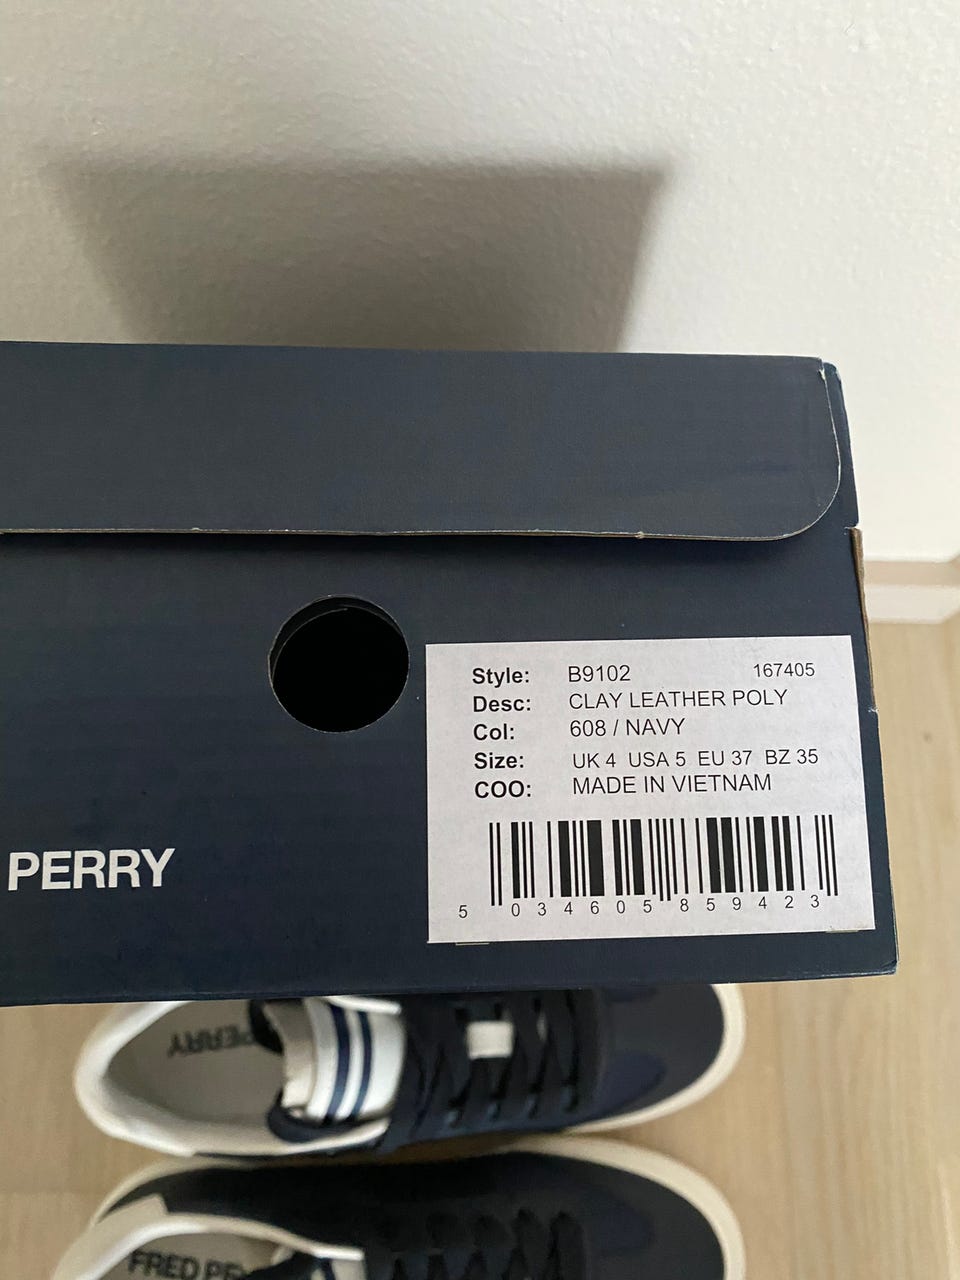 Style: B9102 167405
Desc: CLAY LEATHER POLY
Col: 608 / NAVY
Size: UK 4 USA 5 EU 37 BZ 35
COO: MADE IN VIETNAM
5 034605 859423
PERRY
PERRY
FRED PE